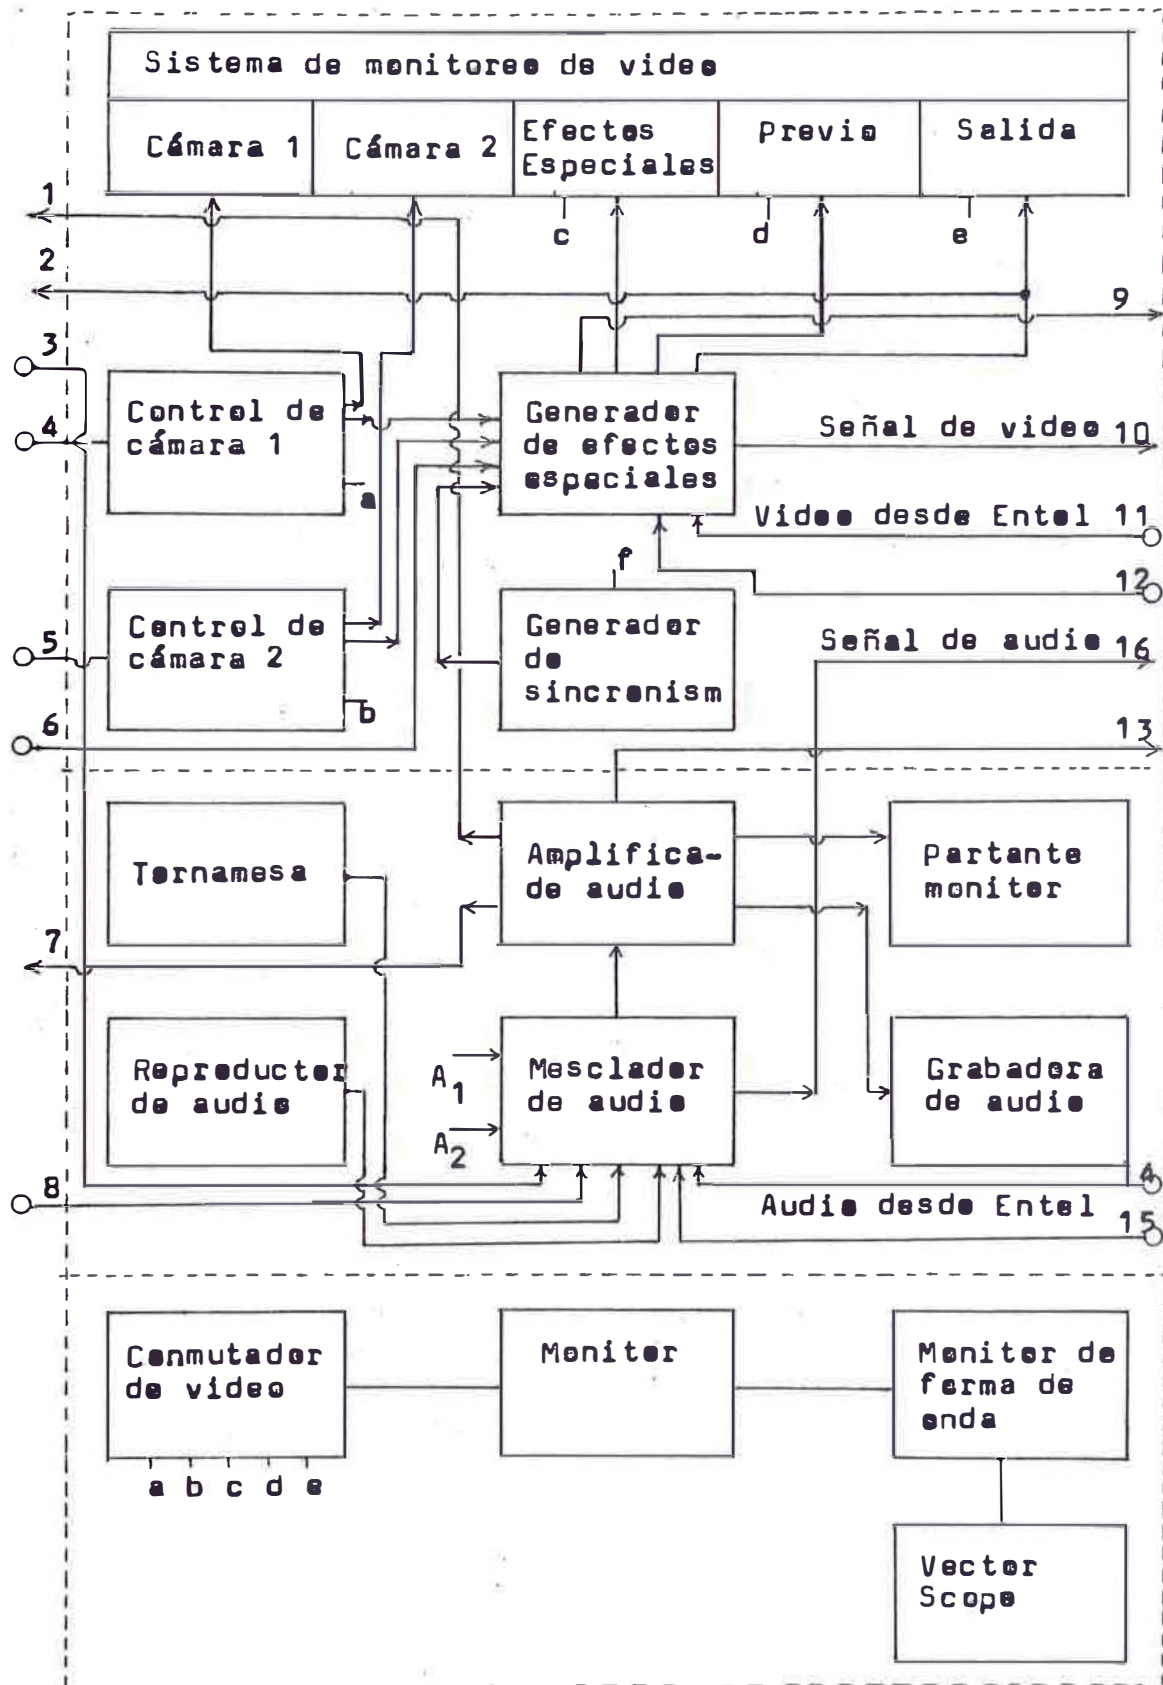 Sistema de monitoreo de video
Cámara 1
Cámara 2
Efectos
Especiales
Previo
Salida
1
c
d
e
2
9
3
4
Control de
cámara 1
a
Generador
de efectos
especiales
Señal de video 10
Video desde Entel 11
f
12
5
Control de
cámara 2
b
Generador
de
sincronism
Señal de audio 16
6
13
Tornamesa
Amplifica-
de audio
Partante
monitor
7
Reproductor
de audio
A1
A2
Mesclador
de audio
Grabadora
de audio
8
4
Audio desde Entel
15
Conmutador
de video
a b c d e
Monitor
Monitor de
forma de
onda
Vector
Scope